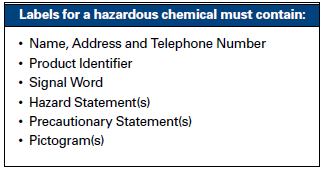 Labels for a hazardous chemical must contain:
• Name, Address and Telephone Number
• Product Identifier
• Signal Word
• Hazard Statement(s)
• Precautionary Statement(s)
• Pictogram(s)